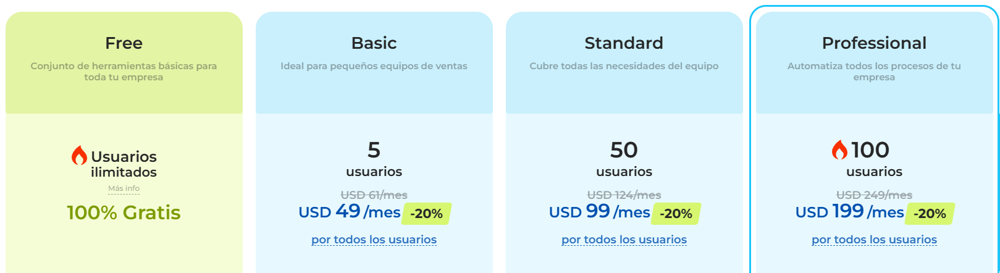 Free
Conjunto de herramientas básicas para
toda tu empresa
Usuarios
ilimitados
Más info
100% Gratis
Basic
Ideal para pequeños equipos de ventas
5
usuarios
USD 61/mes
USD 49/mes -20%
por todos los usuarios
Standard
Cubre todas las necesidades del equipo
50
usuarios
USD 124/mes
USD 99/mes -20%
por todos los usuarios
Professional
Automatiza todos los procesos de tu
empresa
100
usuarios
USD 249/mes
USD 199/mes -20%
por todos los usuarios